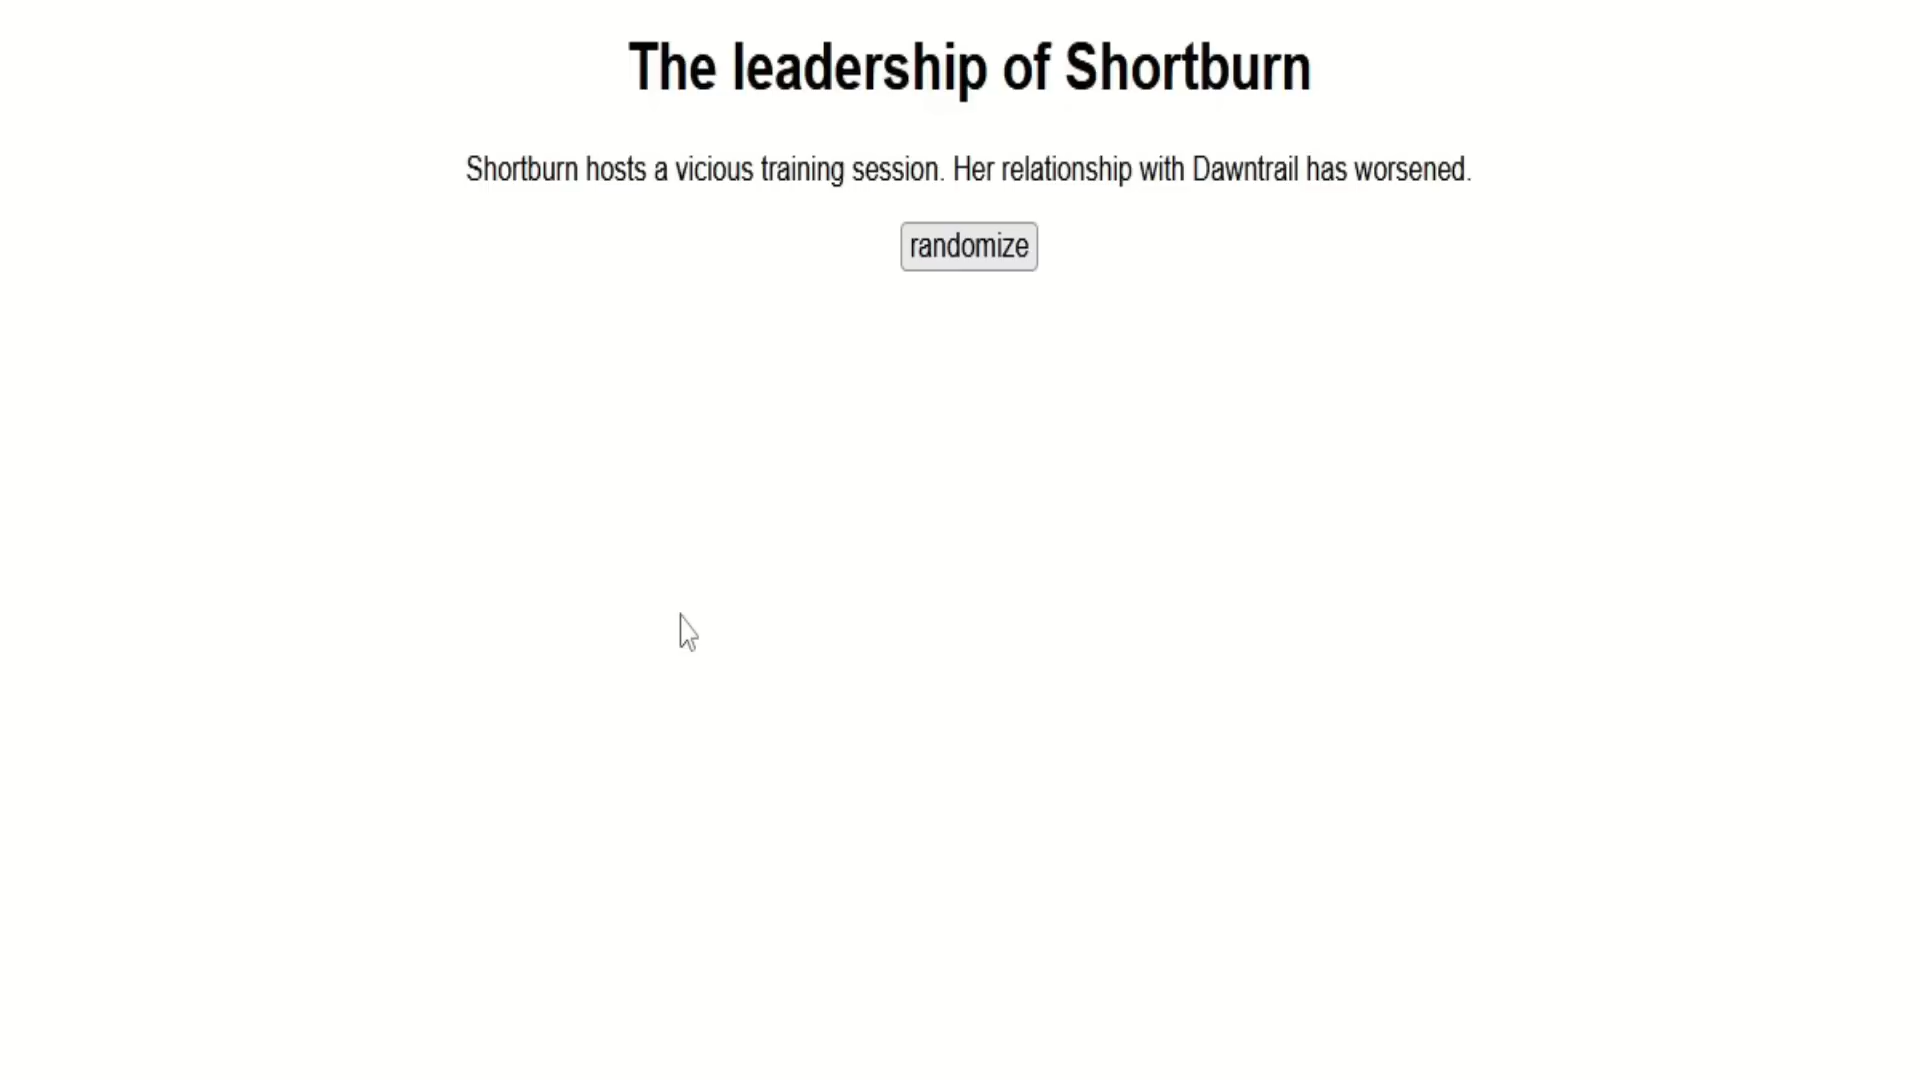 The leadership of Shortburn
Shortburn hosts a vicious training session. Her relationship with Dawntrail has worsened.
randomize